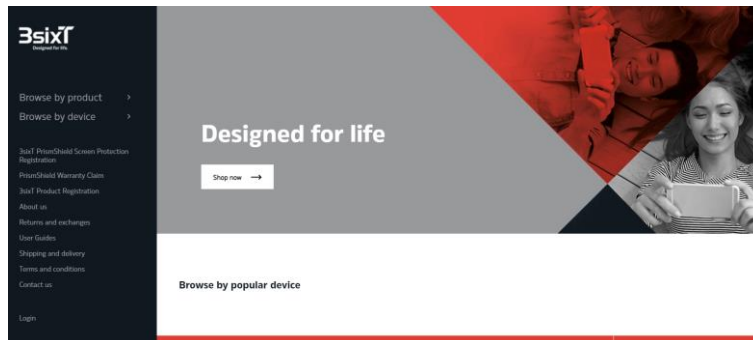 3sixT
Designed for life.
Browse by product
Browse by device
3sixT PrismShield Screen Protection
Registration
PrismShield Warranty Claim
3sixT Product Registration
About us
Returns and exchanges
User Guides
Shipping and delivery
Terms and conditions
Contact us
Login
Designed for life
Shop now
Browse by popular device